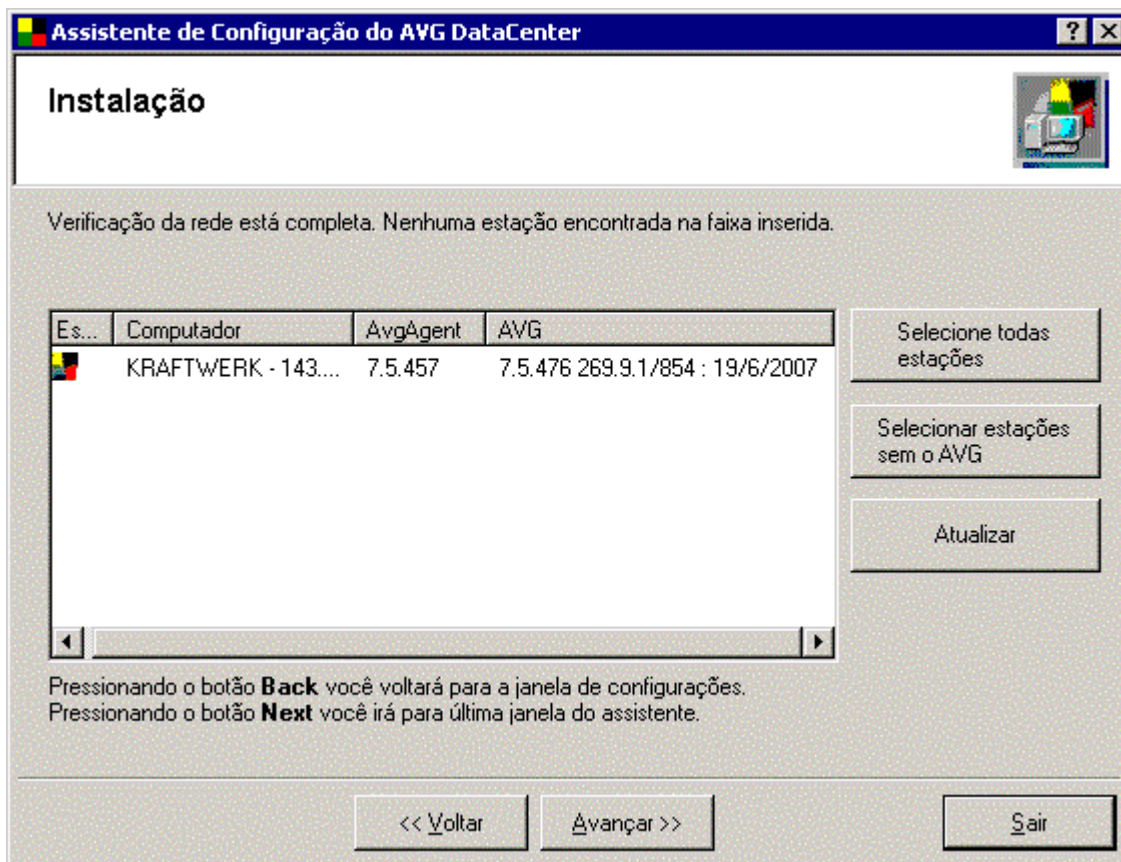 Assistente de Configuração do AVG DataCenter
Instalação
Verificação da rede está completa. Nenhuma estação encontrada na faixa inserida.
Es... Computador AvgAgent AVG
KRAFTWERK - 143.... 7.5.457 7.5.476 269.9.1/854 : 19/6/2007
Selecione todas
estações
Selecionar estações
sem o AVG
Atualizar
Pressionando o botão Back você voltará para a janela de configurações.
Pressionando o botão Next você irá para última janela do assistente.
<< Voltar
Avançar >>
Sair